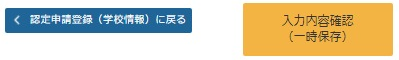 認定申請登録（学校情報）に戻る
入力内容確認
（一時保存）